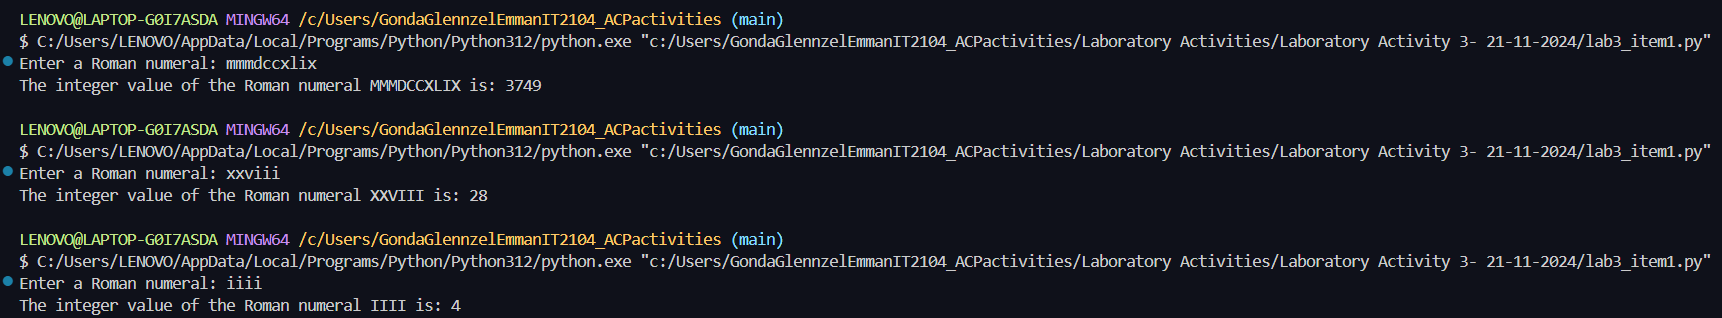 LENOVO@LAPTOP-G0I7ASDA MINGW64 /c/Users/GondaGlennzelEmmanIT2104_ACPactivities (main)
$ C:/Users/LENOVO/AppData/Local/Programs/Python/Python312/python.exe "c:/Users/GondaGlennzelEmmanIT2104_ACPactivities/Laboratory Activities/Laboratory Activity 3- 21-11-2024/lab3_item1.py"
Enter a Roman numeral: mmmdccxlix
The integer value of the Roman numeral MMMDCCXLIX is: 3749
LENOVO@LAPTOP-G0I7ASDA MINGW64 /c/Users/GondaGlennzelEmmanIT2104_ACPactivities (main)
$ C:/Users/LENOVO/AppData/Local/Programs/Python/Python312/python.exe "c:/Users/GondaGlennzelEmmanIT2104_ACPactivities/Laboratory Activities/Laboratory Activity 3- 21-11-2024/lab3_item1.py"
Enter a Roman numeral: xxviii
The integer value of the Roman numeral XXVIII is: 28
LENOVO@LAPTOP-G0I7ASDA MINGW64 /c/Users/GondaGlennzelEmmanIT2104_ACPactivities (main)
$ C:/Users/LENOVO/AppData/Local/Programs/Python/Python312/python.exe "c:/Users/GondaGlennzelEmmanIT2104_ACPactivities/Laboratory Activities/Laboratory Activity 3- 21-11-2024/lab3_item1.py"
Enter a Roman numeral: iiii
The integer value of the Roman numeral IIII is: 4